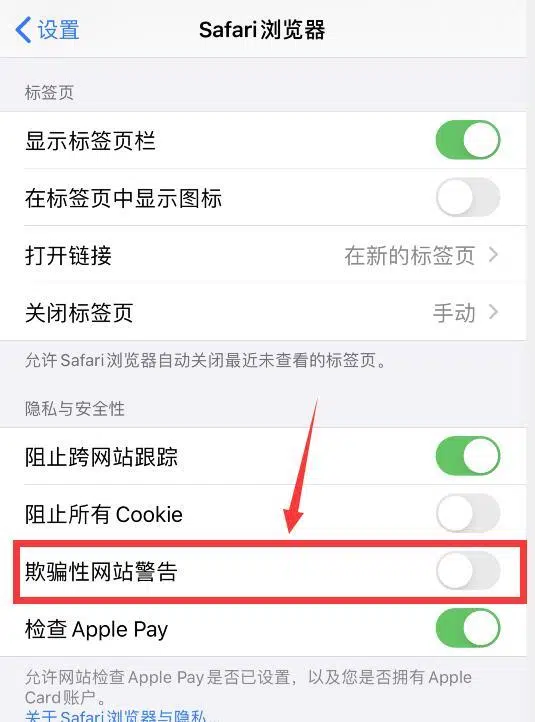 设置
Safari浏览器
标签页
显示标签页栏
在标签页中显示图标
打开链接 在新的标签页
关闭标签页 手动
允许Safari浏览器自动关闭最近未查看的标签页。
隐私与安全性
阻止跨网站跟踪
阻止所有Cookie
欺骗性网站警告
检查Apple Pay
允许网站检查Apple Pay是否已设置，以及您是否拥有Apple
Card账户。
关于Safari浏览器与隐私...